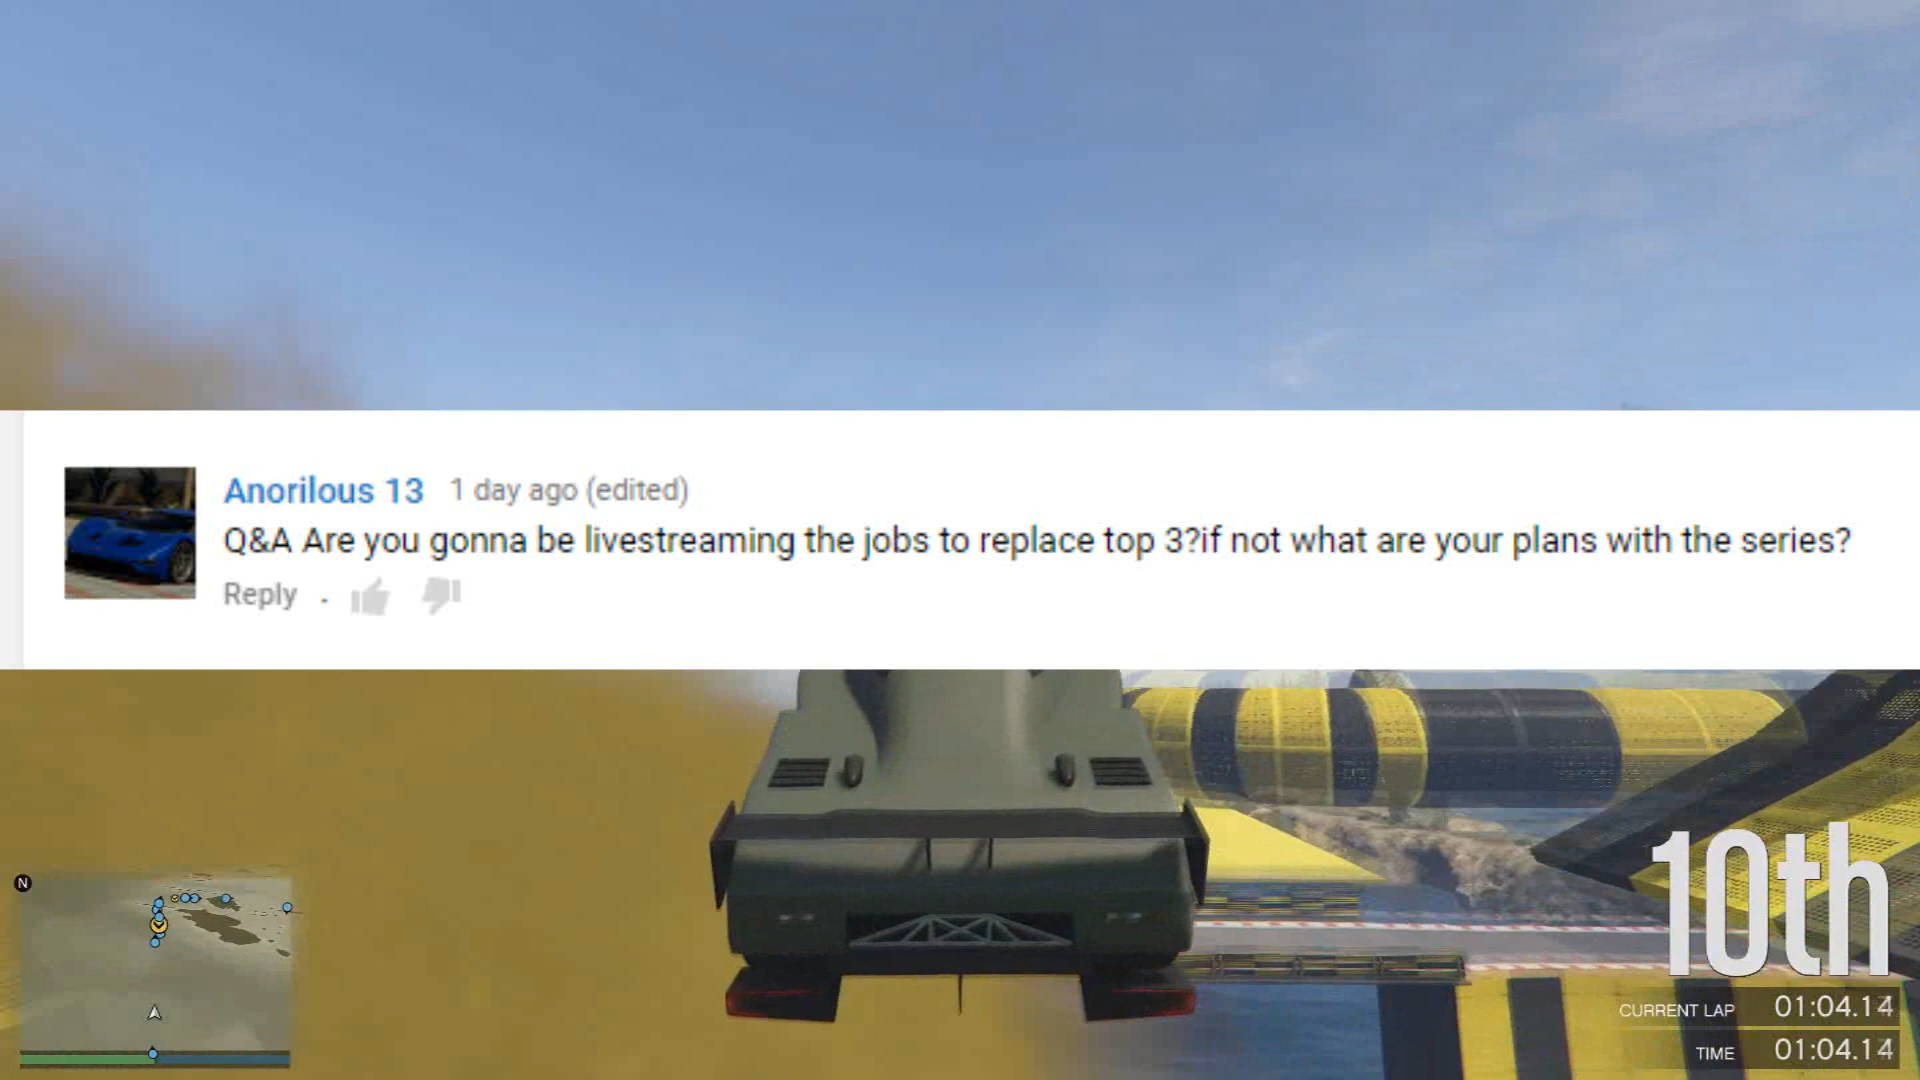 Anorilous 13 1 day ago (edited)
Q&A Are you gonna be livestreaming the jobs to replace top 3?if not what are your plans with the series?
Reply .
N
10th
CURRENT LAP 01:04.14
TIME 01:04.14